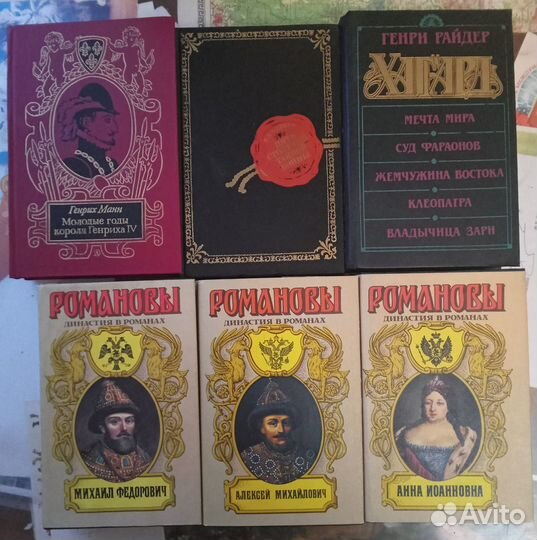 Генрих Манн
Молодые годы
короля Генриха IV
ГЕНРИ РАЙДЕР
ХАГГАРД
МЕЧТА МИРА
СУД ФАРАОНОВ
ЖЕМЧУЖИНА ВОСТОКА
КЛЕОПАТРА
ВЛАДЫЧИЦА ЗАРИ
РОМАНОВЫ
ДИНАСТИЯ В РОМАНАХ
МИХАИЛ ФЕДОРОВИЧ
РОМАНОВЫ
ДИНАСТИЯ В РОМАНАХ
АЛЕКСЕЙ МИХАЙЛОВИЧ
РОМАНОВЫ
ДИНАСТИЯ В РОМАНАХ
АННА ИОАННОВНА
Avito